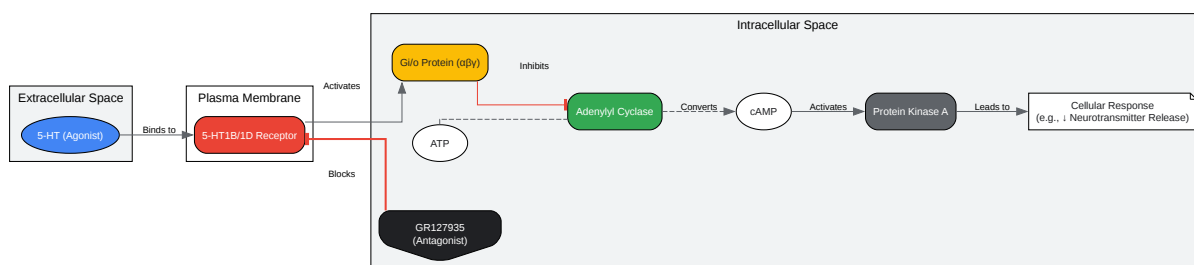 Intracellular Space
Extracellular Space
5-HT (Agonist)
Binds to
Plasma Membrane
5-HT1B/1D Receptor
Activates
Blocks
Gi/o Protein (αβγ)
Inhibits
ATP
Adenylyl Cyclase
Converts
cAMP
Activates
Protein Kinase A
Leads to
Cellular Response
(e.g., ↓ Neurotransmitter Release)
GR127935
(Antagonist)